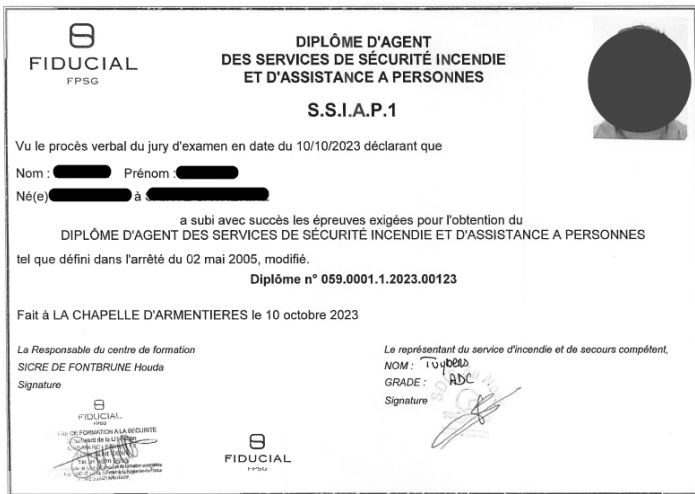 FIDUCIAL
FPSG
DIPLÔME D'AGENT
DES SERVICES DE SÉCURITÉ INCENDIE
ET D'ASSISTANCE A PERSONNES
S.S.I.A.P.1
Vu le procès verbal du jury d'examen en date du 10/10/2023 déclarant que
Nom : Prénom :
Né(e) à
a subi avec succès les épreuves exigées pour l'obtention du
DIPLÔME D'AGENT DES SERVICES DE SÉCURITÉ INCENDIE ET D'ASSISTANCE A PERSONNES
tel que défini dans l'arrêté du 02 mai 2005, modifié.
Diplôme n° 059.0001.1.2023.00123
Fait à LA CHAPELLE D'ARMENTIERES le 10 octobre 2023
La Responsable du centre de formation
SICRE DE FONTBRUNE Houda
Signature
Le représentant du service d'incendie et de secours compétent,
NOM : Tuypens
GRADE : ADC
Signature
FIDUCIAL
FPSG
FORMATION A LA SECURITE
FIDUCIAL
FPSG